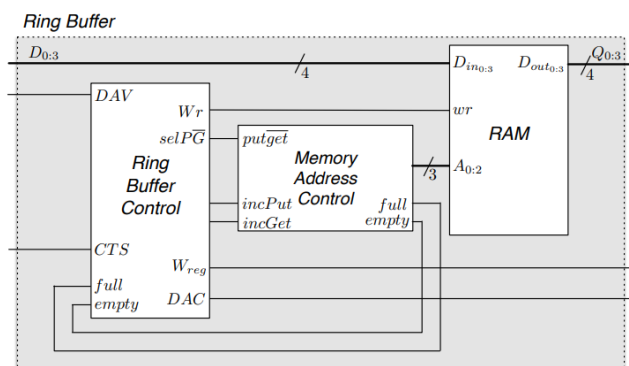 Ring Buffer
D0:3
4
Din0:3
Dout0:3
Q0:3
4
DAV
Wr
wr
RAM
selPG̅
putg̅e̅t̅
Ring
Buffer
Control
Memory
Address
Control
3
A0:2
incPut
full
incGet
empty
CTS
Wreg
full
empty
DAC